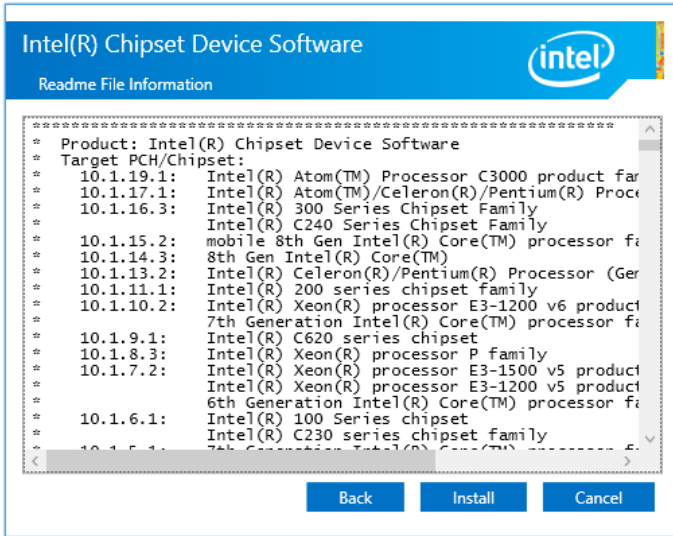 Intel(R) Chipset Device Software
intel
Readme File Information
************************************************************
* Product: Intel(R) Chipset Device Software
* Target PCH/Chipset:
* 10.1.19.1: Intel(R) Atom(TM) Processor C3000 product fam
* 10.1.17.1: Intel(R) Atom(TM)/Celeron(R)/Pentium(R) Proce
* 10.1.16.3: Intel(R) 300 Series Chipset Family
* Intel(R) C240 Series Chipset Family
* 10.1.15.2: mobile 8th Gen Intel(R) Core(TM) processor fa
* 10.1.14.3: 8th Gen Intel(R) Core(TM)
* 10.1.13.2: Intel(R) Celeron(R)/Pentium(R) Processor (Gem
* 10.1.11.1: Intel(R) 200 series chipset family
* 10.1.10.2: Intel(R) Xeon(R) processor E3-1200 v6 product
* 7th Generation Intel(R) Core(TM) processor fa
* 10.1.9.1: Intel(R) C620 series chipset
* 10.1.8.3: Intel(R) Xeon(R) processor P family
* 10.1.7.2: Intel(R) Xeon(R) processor E3-1500 v5 product
* Intel(R) Xeon(R) processor E3-1200 v5 product
* 6th Generation Intel(R) Core(TM) processor fa
* 10.1.6.1: Intel(R) 100 Series chipset
* Intel(R) C230 series chipset family
Back Install Cancel